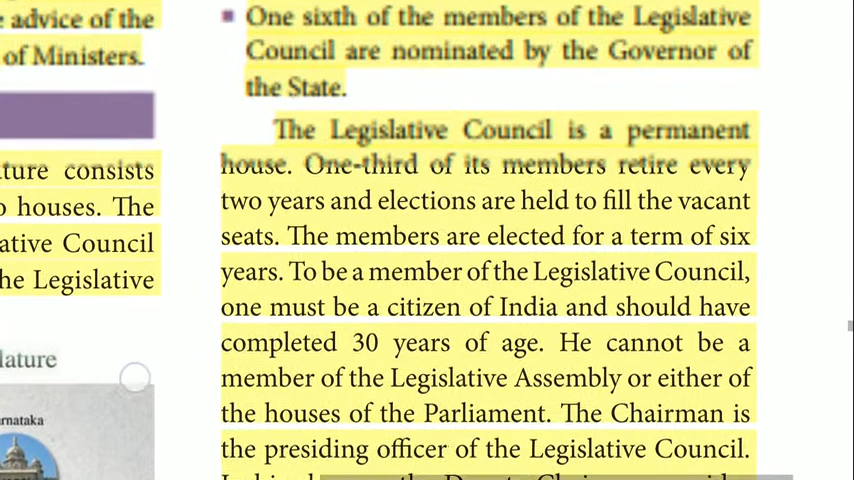 advice of the
of Ministers.
ture consists
houses. The
ative Council
he Legislative
lature
rnataka
One sixth of the members of the Legislative
Council are nominated by the Governor of
the State.
The Legislative Council is a permanent
house. One-third of its members retire every
two years and elections are held to fill the vacant
seats. The members are elected for a term of six
years. To be a member of the Legislative Council,
one must be a citizen of India and should have
completed 30 years of age. He cannot be a
member of the Legislative Assembly or either of
the houses of the Parliament. The Chairman is
the presiding officer of the Legislative Council.